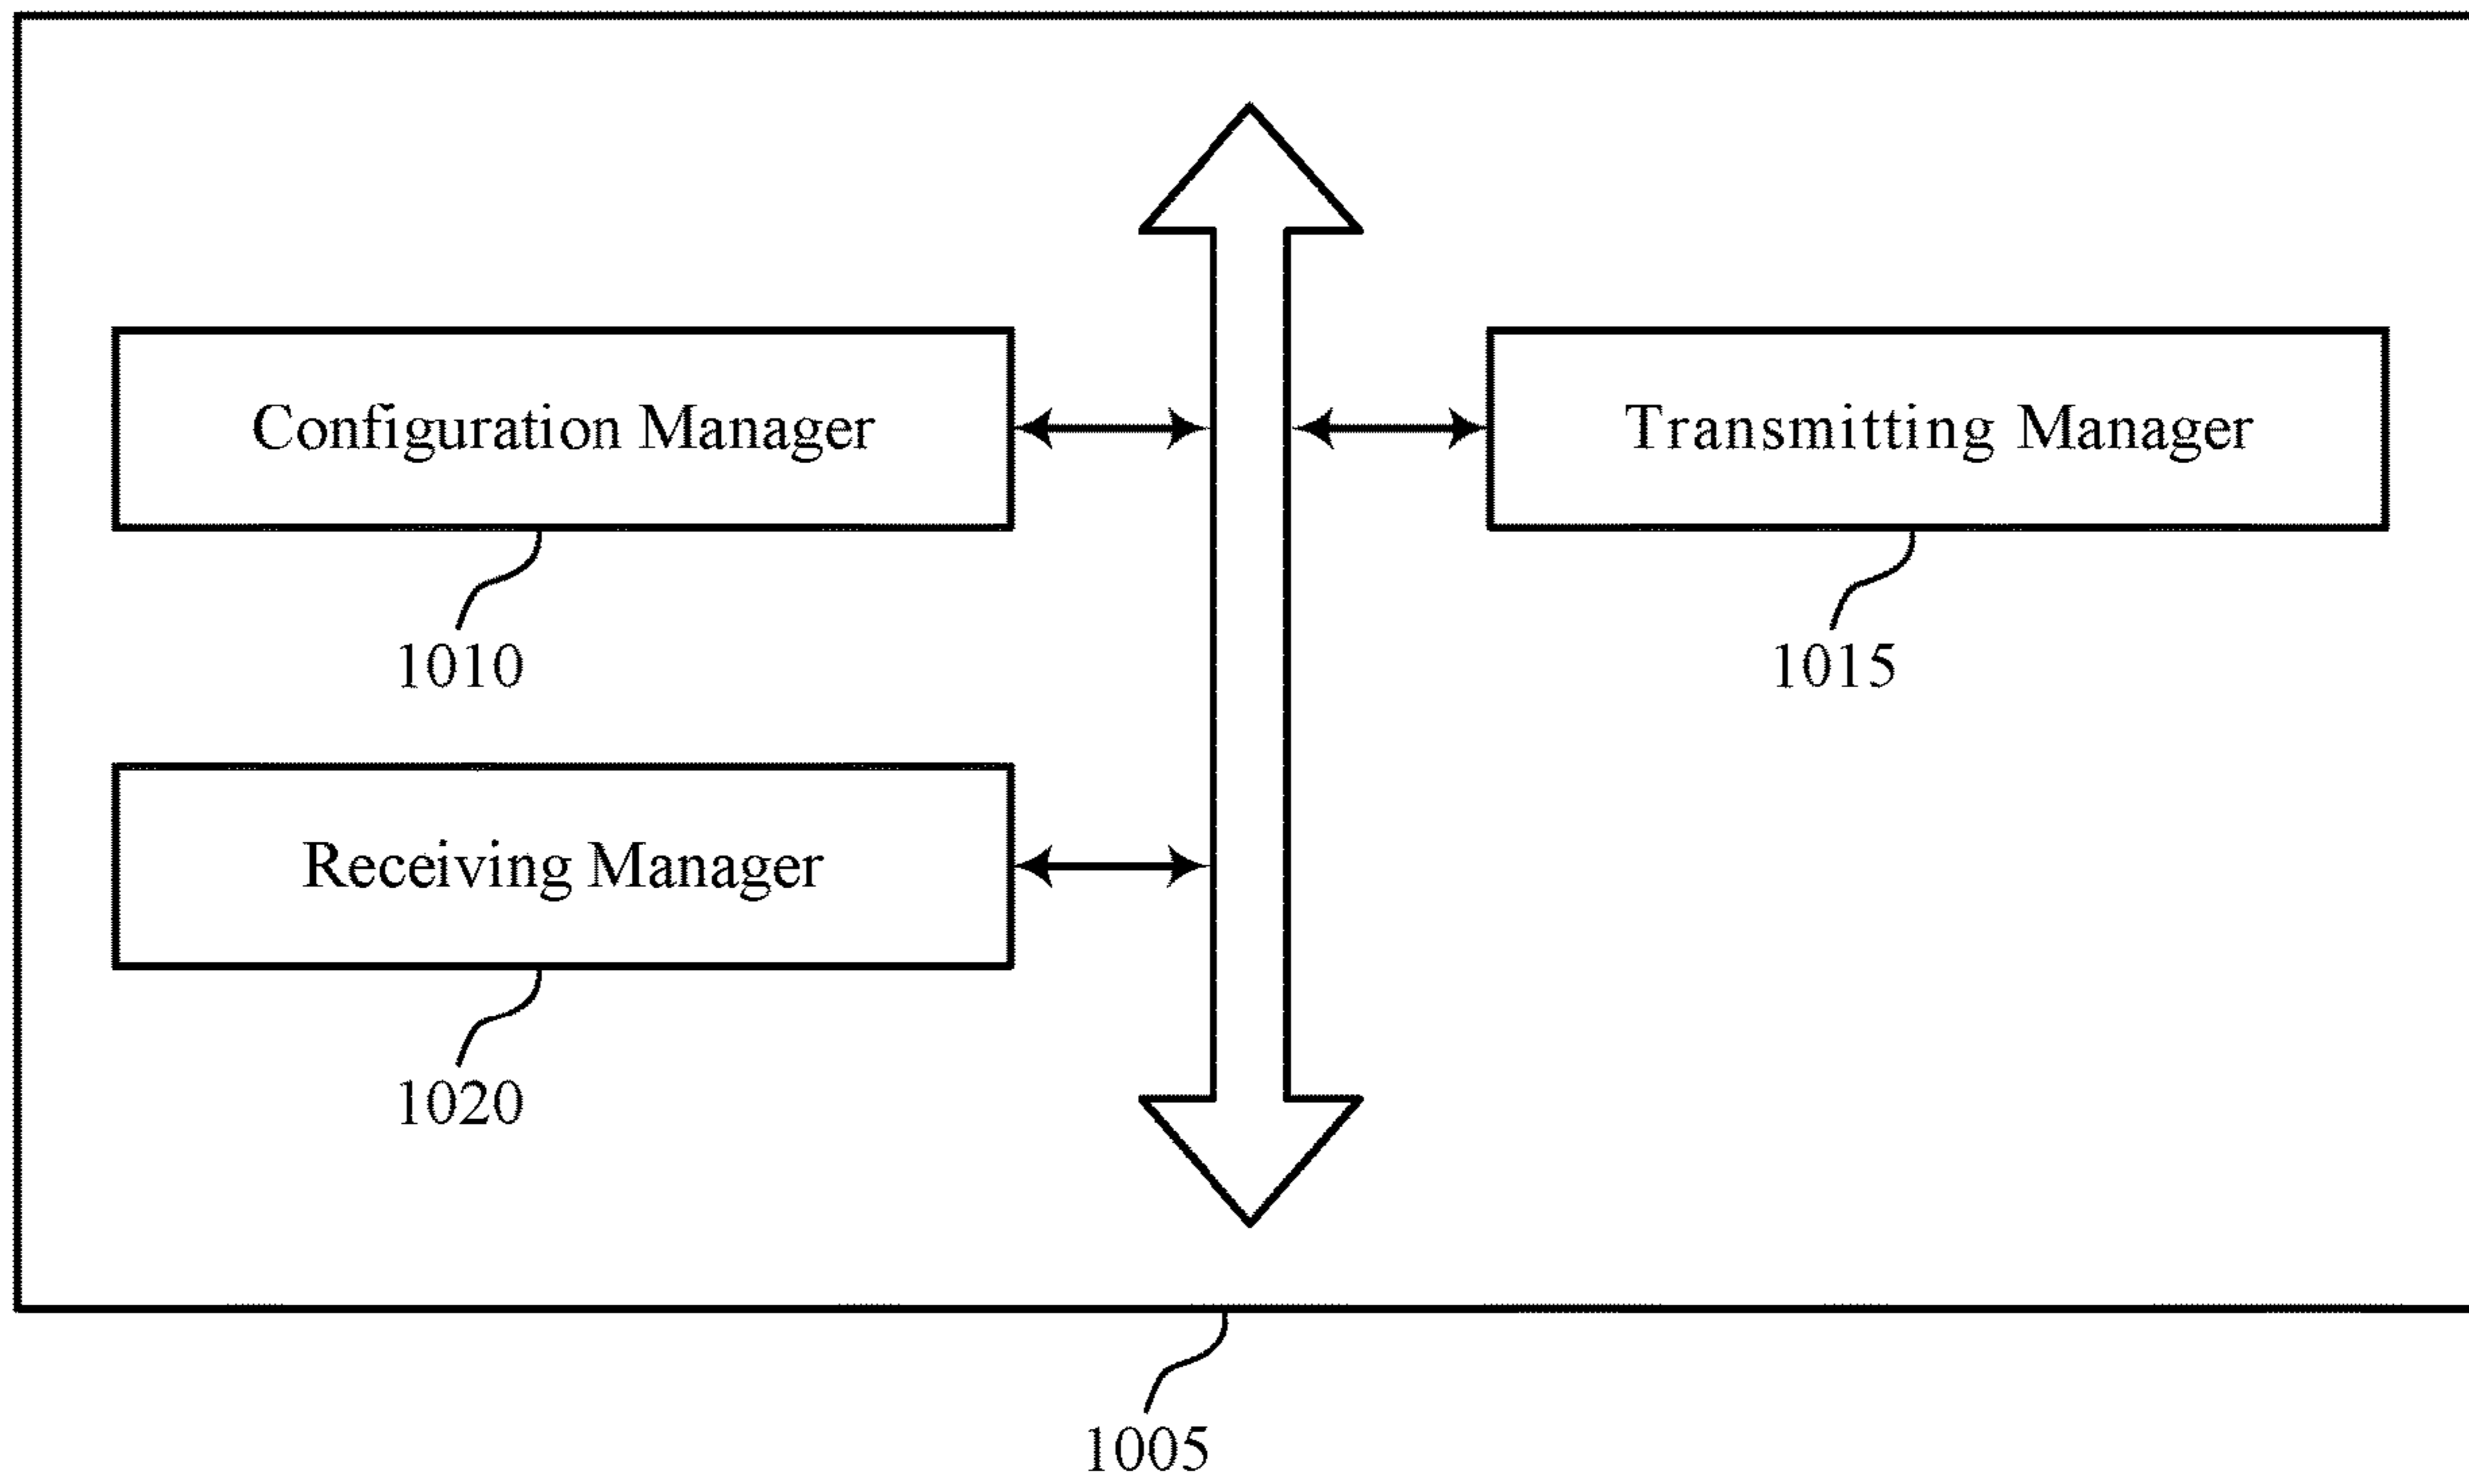 Configuration Manager
Transmitting Manager
1010
1015
Receiving Manager
1020
1005